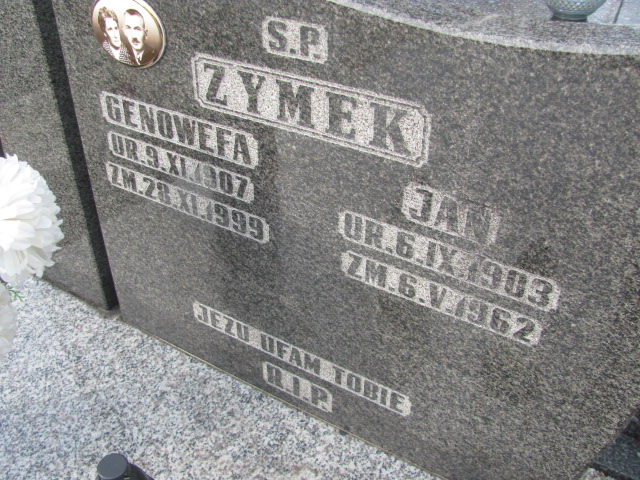 S.P.
ZYMEK
GENOWEFA
UR.9.XI.1907
ZM.28.XI.1999
JAN
UR.6.IX.1903
ZM.6.V.1962
JEZU UFAM TOBIE
R.I.P.